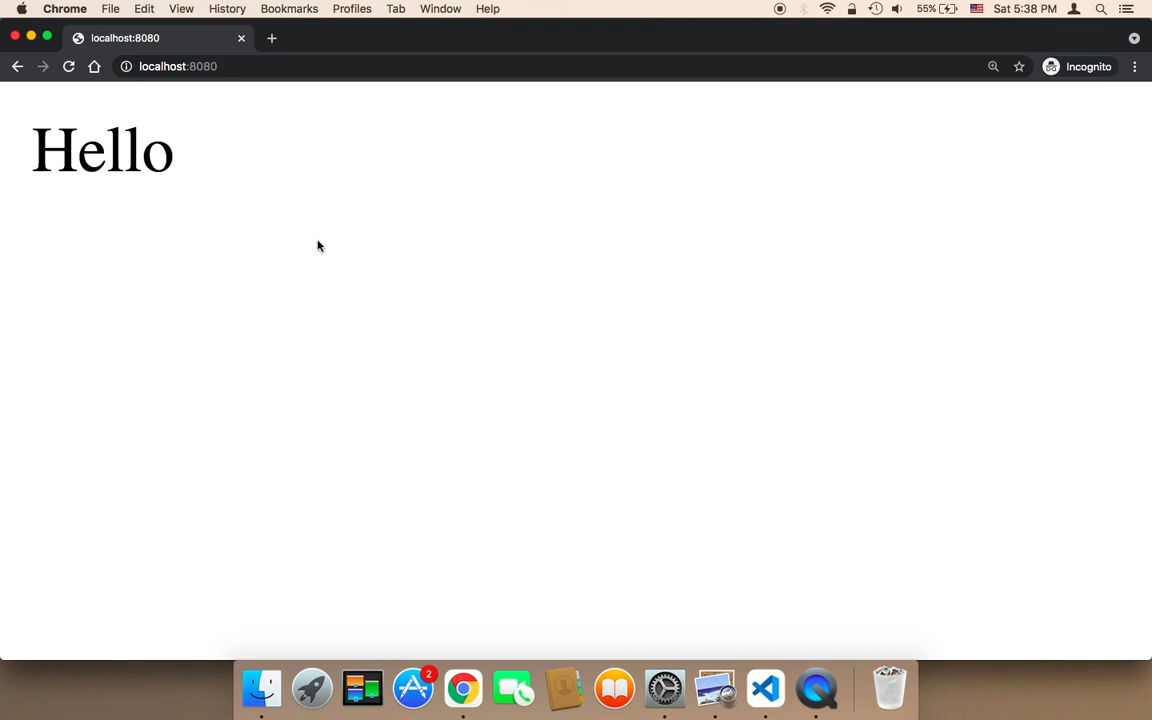 Chrome File Edit View History Bookmarks Profiles Tab Window Help 55% Sat 5:38 PM
localhost:8080
localhost:8080 Incognito
Hello
2